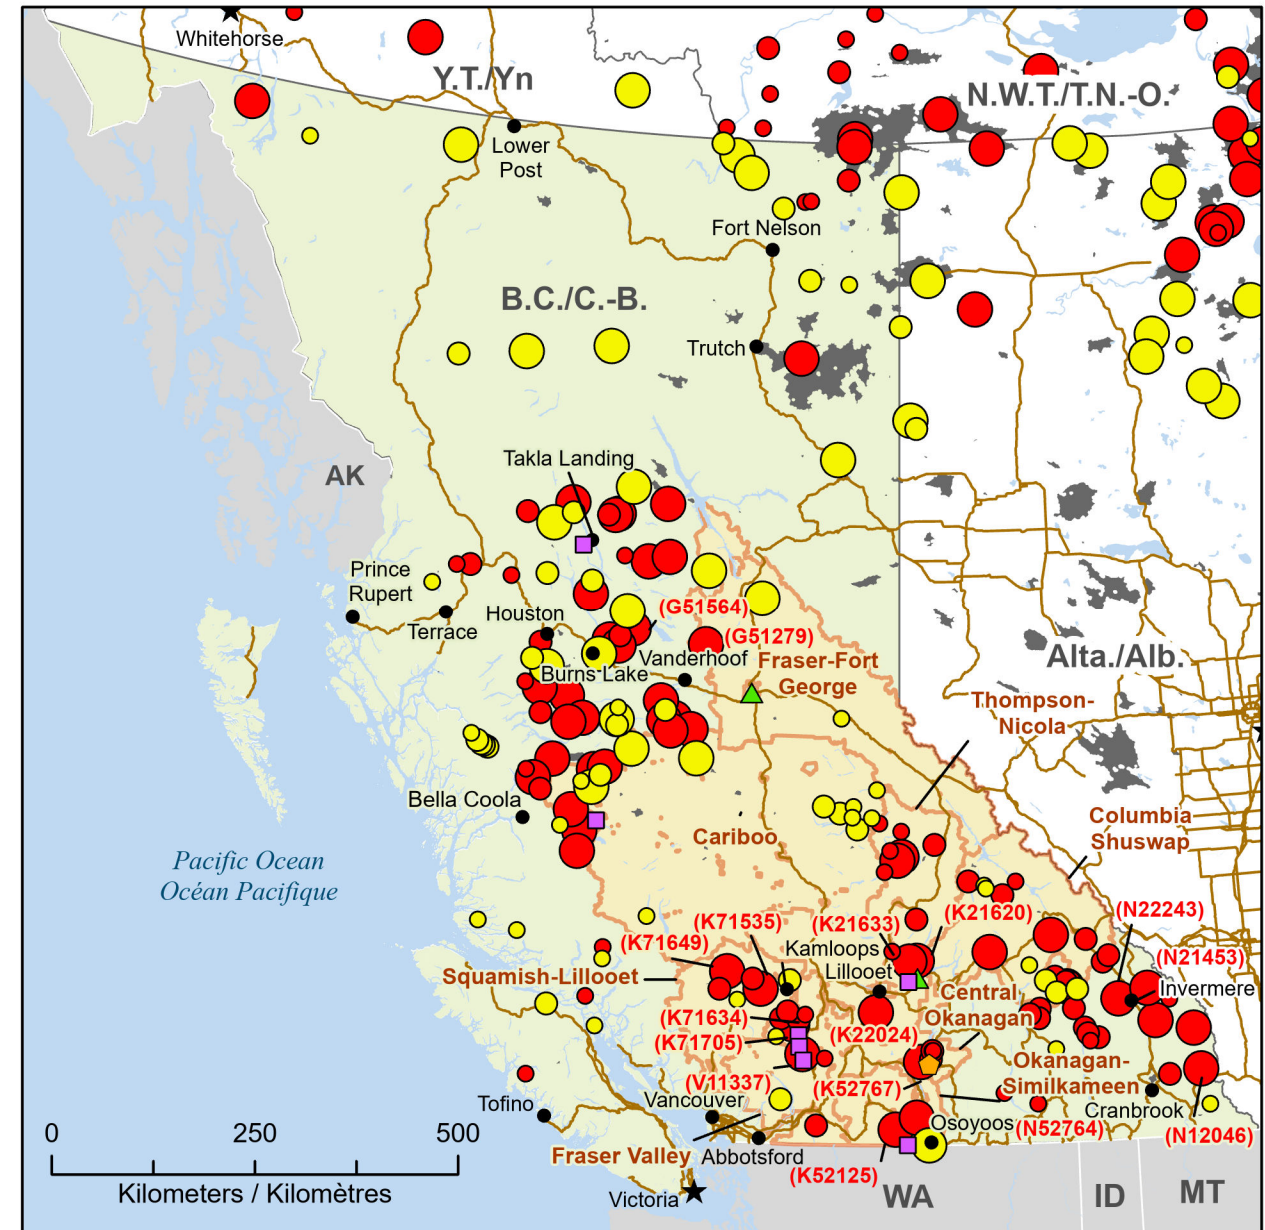 Whitehorse
Y.T./Yn
N.W.T./T.N.-O.
Lower
Post
Fort Nelson
B.C./C.-B.
Trutch
Takla Landing
AK
Prince
Rupert
Terrace
Houston
(G51564)
(G51279)
Burns Lake
Vanderhoof
Fraser-Fort
George
Alta./Alb.
Thompson-
Nicola
Bella Coola
Cariboo
Columbia
Shuswap
Pacific Ocean
Océan Pacifique
(K71535)
(K21633)
(K21620)
(N22243)
(K71649)
Kamloops
Lillooet
(N21453)
Squamish-Lillooet
Central
Okanagan
Invermere
(K71634)
(K71705)
(K22024)
Okanagan-
Similkameen
(V11337)
(K52767)
Tofino
Vancouver
Cranbrook
Osoyoos
(N52764)
(N12046)
Fraser Valley
Abbotsford
(K52125)
Victoria
WA
ID
MT
0 250 500
Kilometers / Kilomètres